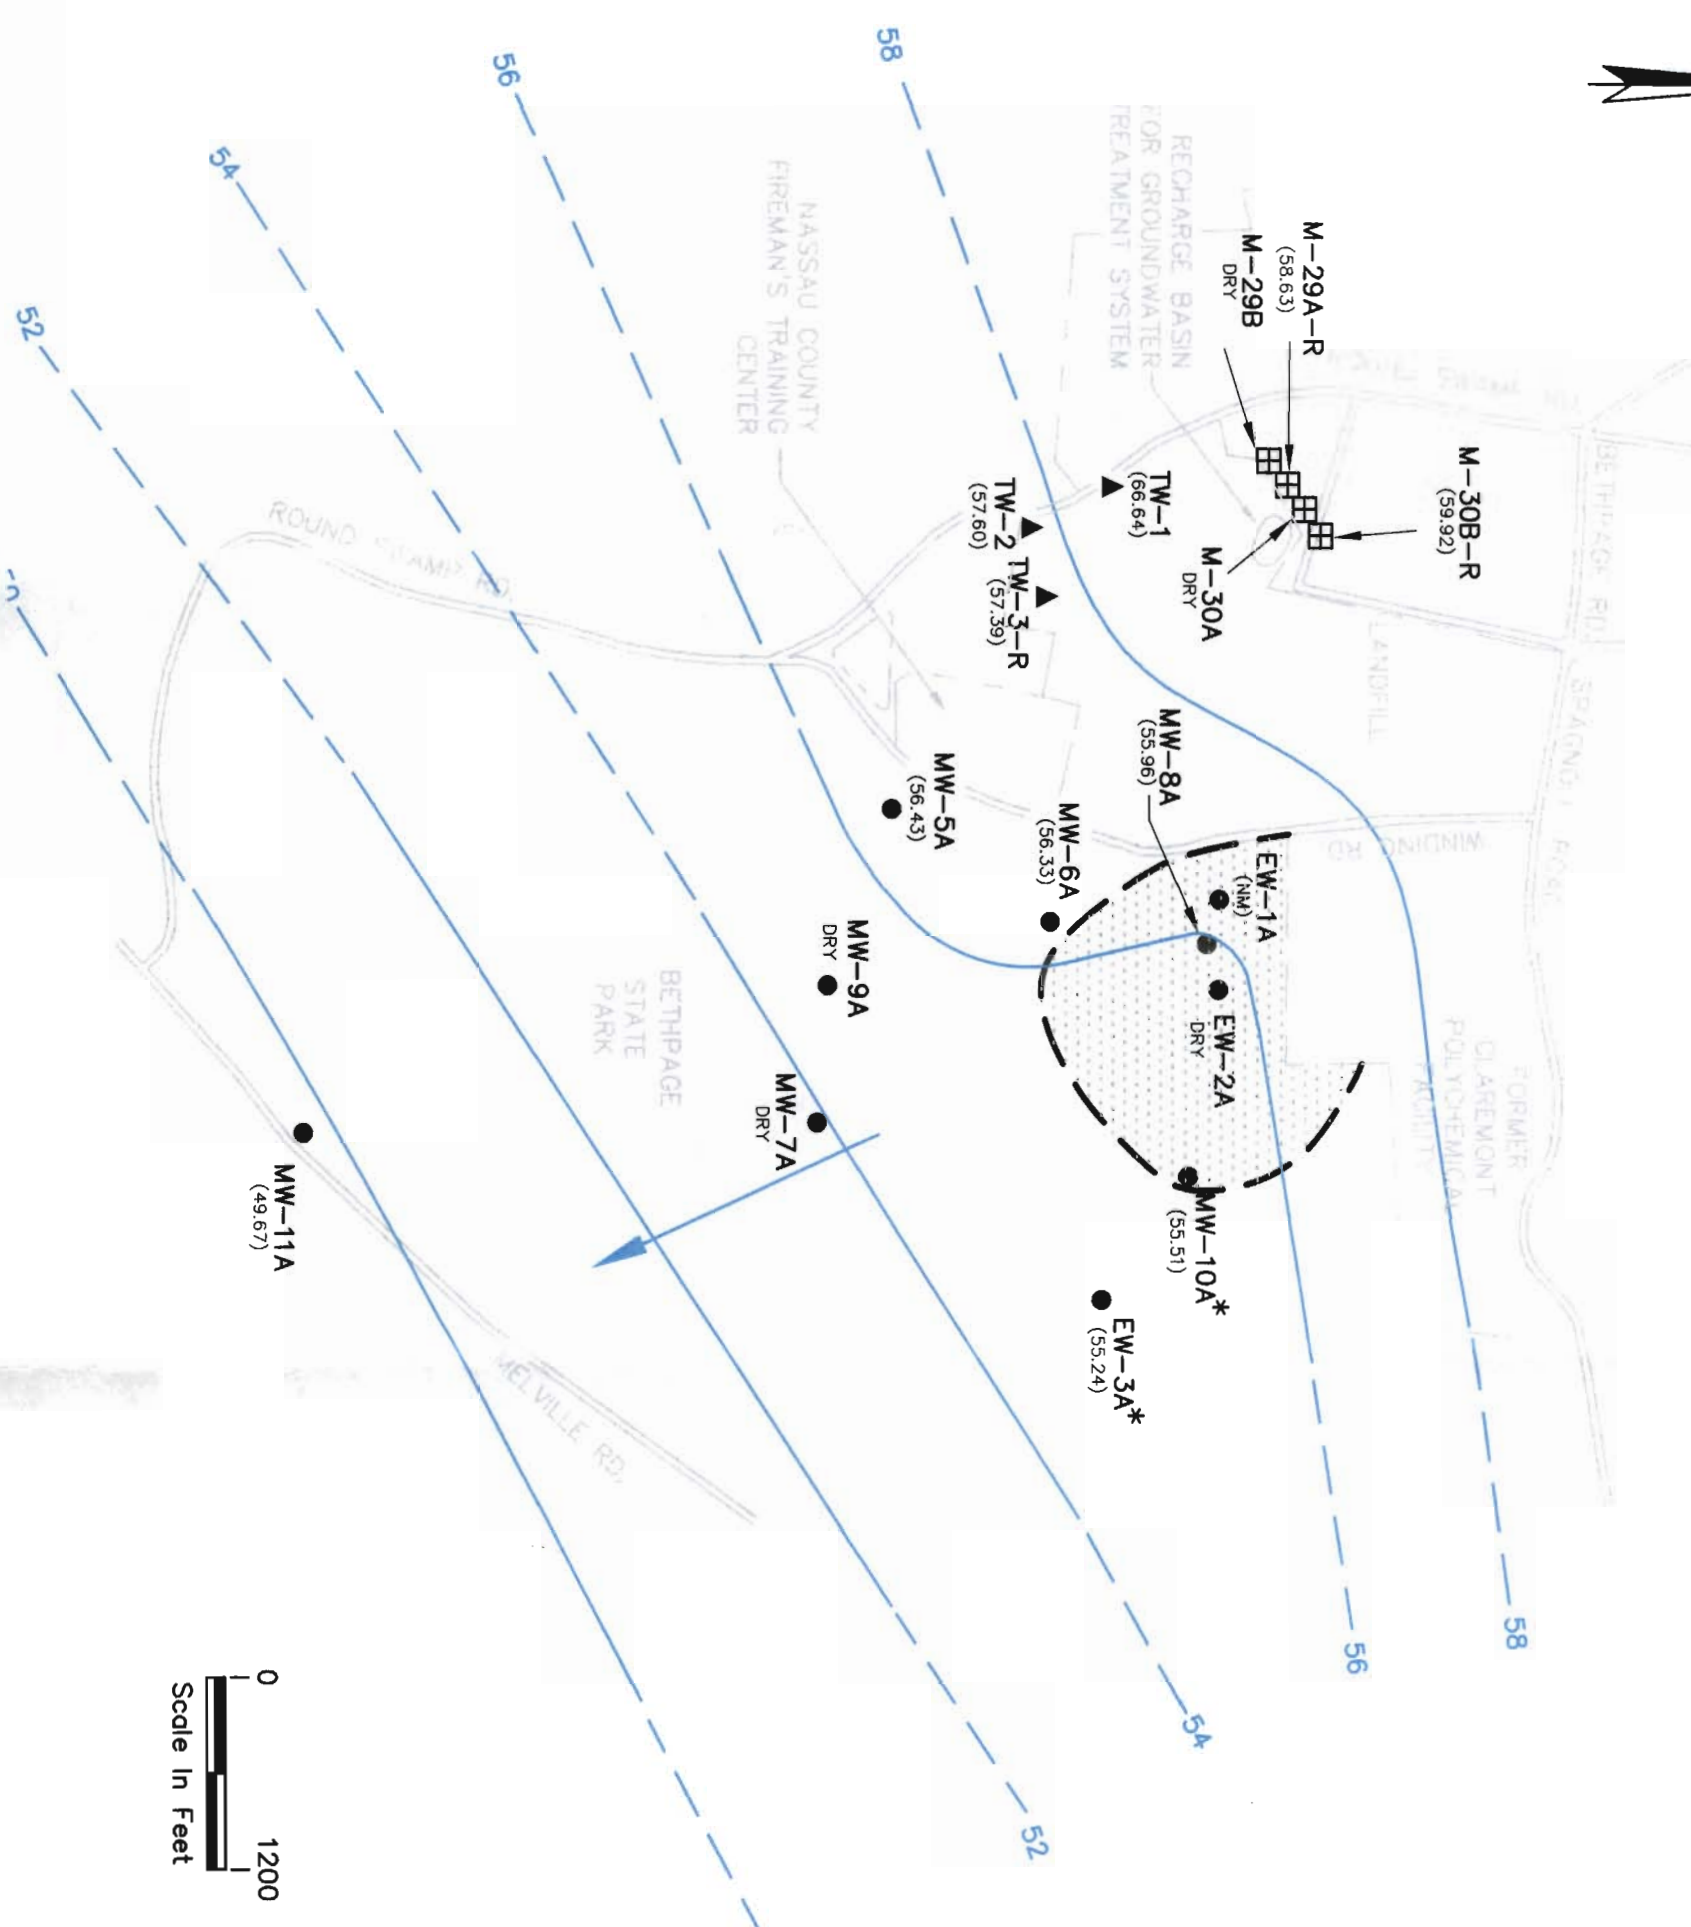 BETHPAGE RD.
M-30B-R
(59.92)
M-29A-R
(58.63)
M-29B
DRY
M-30A
DRY
RECHARGE BASIN
FOR GROUNDWATER
TREATMENT SYSTEM
TW-1
(66.64)
TW-2
(57.60)
TW-3-R
(57.39)
LANDFILL
WINDING RD
FORMER
CLAREMONT
POLYCHEMICAL
FACILITY
NASSAU COUNTY
FIREMAN'S TRAINING
CENTER
MW-8A
(55.96)
EW-1A
(NM)
EW-2A
DRY
MW-6A
(56.33)
MW-5A
(56.43)
MW-10A*
(55.51)
EW-3A*
(55.24)
MW-9A
DRY
MW-7A
DRY
BETHPAGE
STATE
PARK
ROUND SWAMP RD
MW-11A
(49.67)
MELVILLE RD.
58
56
54
52
58
56
54
52
0
1200
Scale In Feet